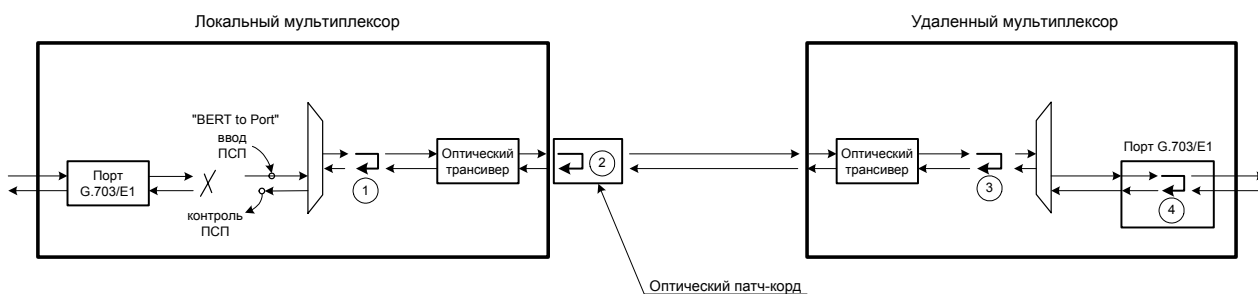 Локальный мультиплексор
Удаленный мультиплексор
"BERT to Port"
ввод
ПСП
Порт
G.703/E1
контроль
ПСП
1
Оптический
трансивер
2
Оптический
трансивер
3
Порт G.703/E1
4
Оптический патч-корд